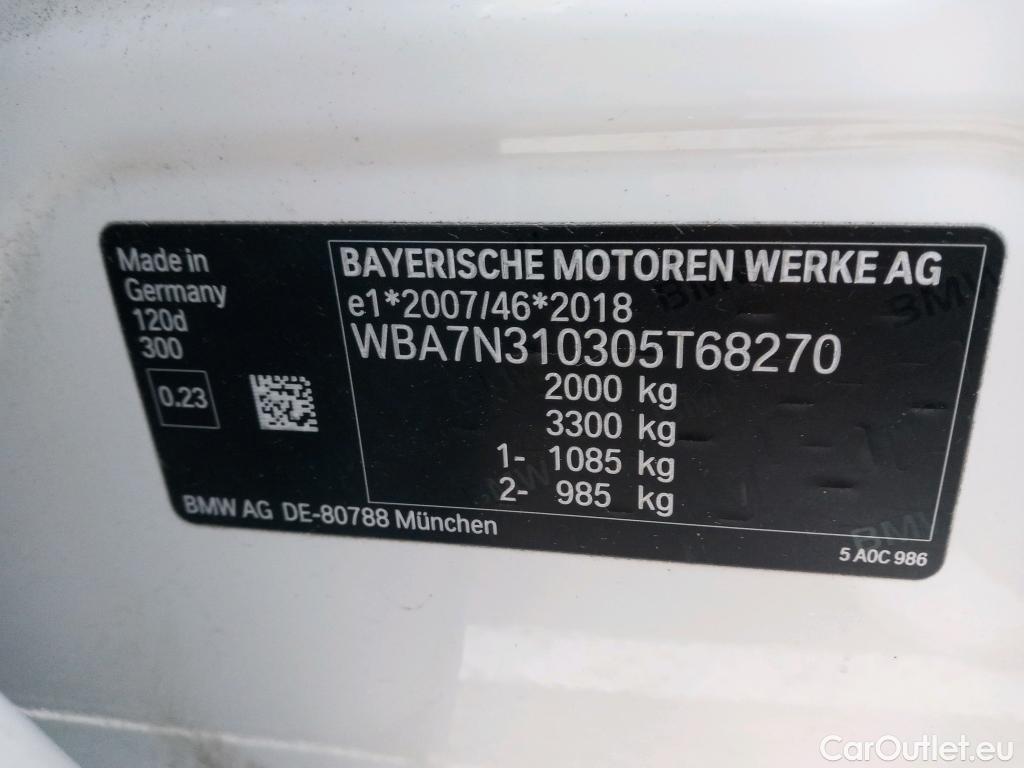 Made in
Germany
120d
300
0.23
BAYERISCHE MOTOREN WERKE AG
e1*2007/46*2018
WBA7N310305T68270
2000 kg
3300 kg
1- 1085 kg
2- 985 kg
BMW AG DE-80788 München
5 A0C 986
CarOutlet.eu